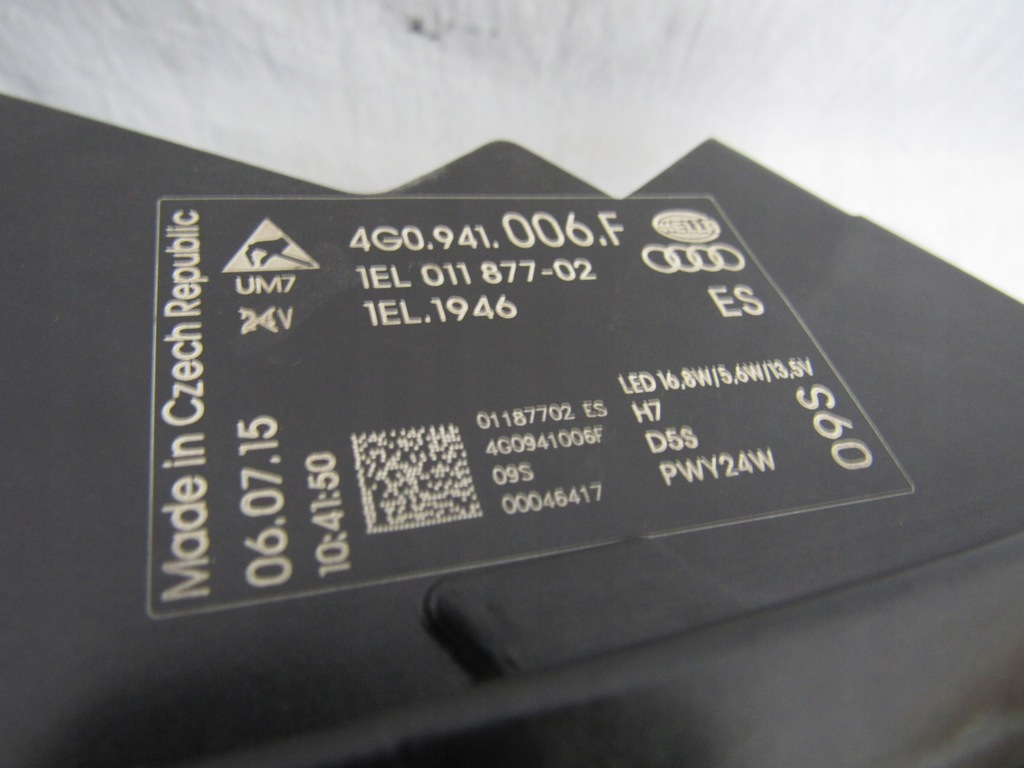 Made in Czech Republic
06.07.15
10:41:50
UM7
24V
4G0.941.006.F
1EL 011 877-02
1EL.1946
HELLA
ES
01187702 ES
4G0941006F
09S
00046417
LED 16,8W/5,6W/13,5V
H7
D5S
PWY24W
09S